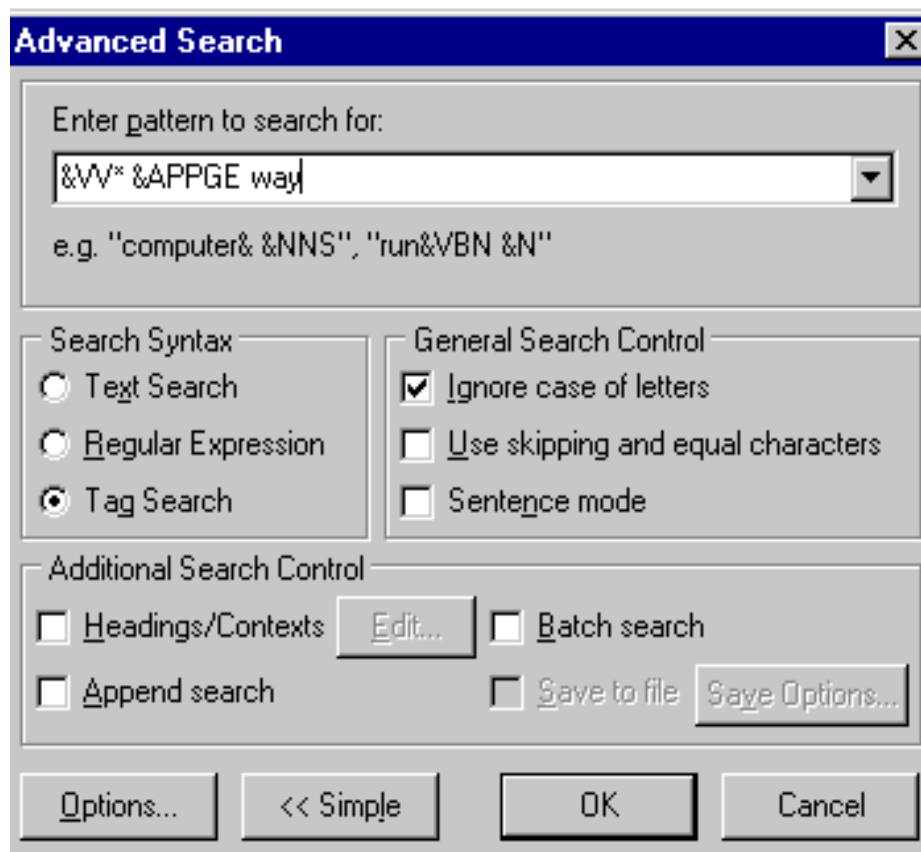 Advanced Search
Enter pattern to search for:
&VV* &APPGE way
e.g. "computer& &NNS", "run&VBN &N"
Search Syntax
Text Search
Regular Expression
Tag Search
General Search Control
Ignore case of letters
Use skipping and equal characters
Sentence mode
Additional Search Control
Headings/Contexts Edit... Batch search
Append search Save to file Save Options...
Options... << Simple OK Cancel